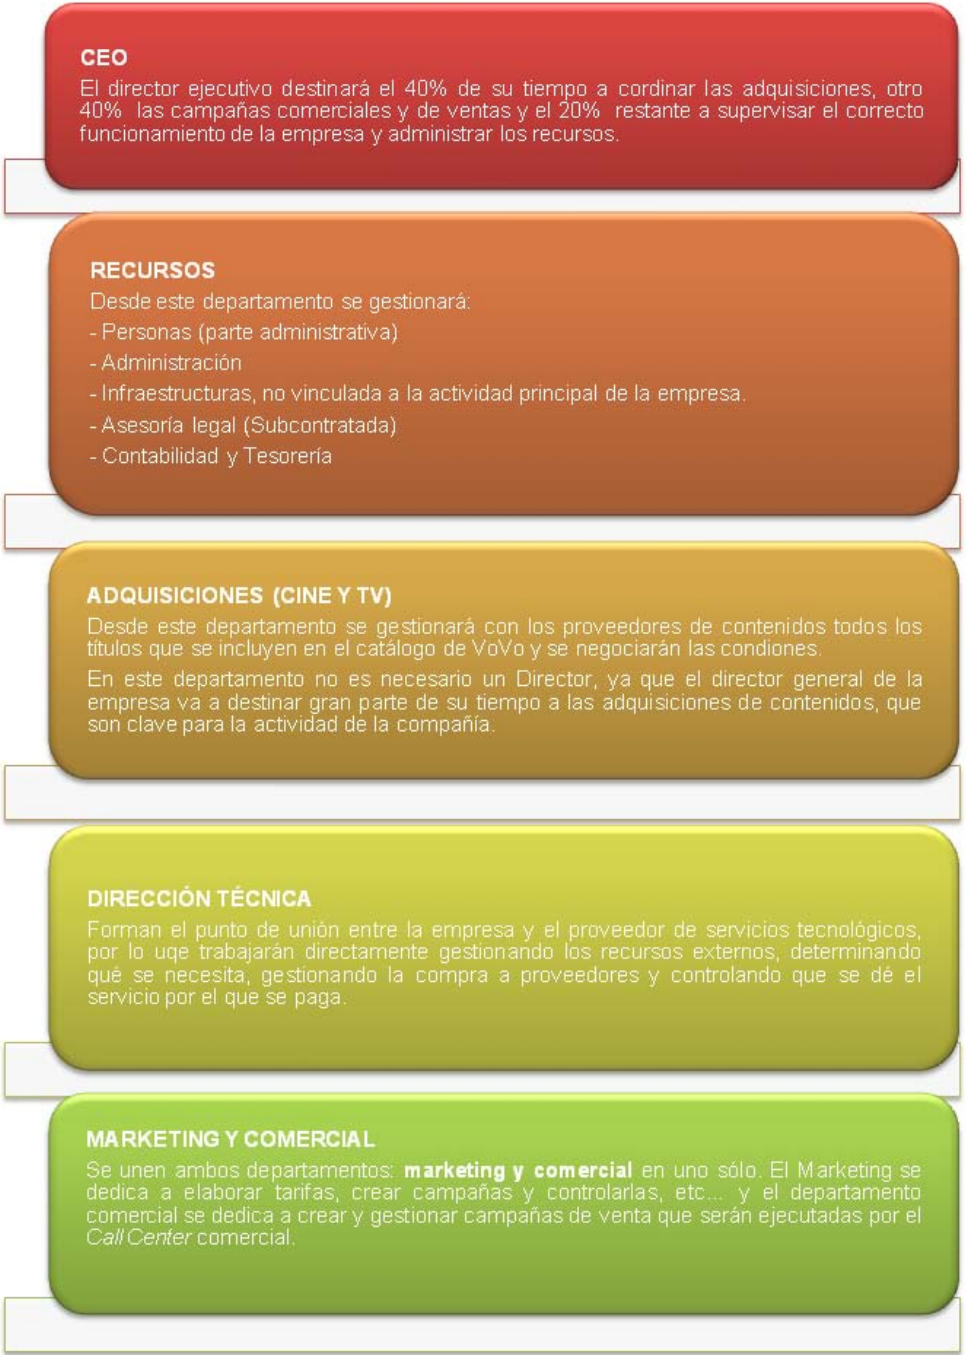 CEO
El director ejecutivo destinará el 40% de su tiempo a cordinar las adquisiciones, otro
40% las campañas comerciales y de ventas y el 20% restante a supervisar el correcto
funcionamiento de la empresa y administrar los recursos.
RECURSOS
Desde este departamento se gestionará:
- Personas (parte administrativa)
- Administración
- Infraestructuras, no vinculada a la actividad principal de la empresa.
- Asesoría legal (Subcontratada)
- Contabilidad y Tesorería
ADQUISICIONES (CINE Y TV)
Desde este departamento se gestionará con los proveedores de contenidos todos los
títulos que se incluyen en el catálogo de VoVo y se negociarán las condiones.
En este departamento no es necesario un Director, ya que el director general de la
empresa va a destinar gran parte de su tiempo a las adquisiciones de contenidos, que
son clave para la actividad de la compañía.
DIRECCIÓN TÉCNICA
Forman el punto de unión entre la empresa y el proveedor de servicios tecnológicos,
por lo uqe trabajarán directamente gestionando los recursos externos, determinando
qué se necesita, gestionando la compra a proveedores y controlando que se dé el
servicio por el que se paga.
MARKETING Y COMERCIAL
Se unen ambos departamentos: marketing y comercial en uno sólo. El Marketing se
dedica a elaborar tarifas, crear campañas y controlarlas, etc... y el departamento
comercial se dedica a crear y gestionar campañas de venta que serán ejecutadas por el
Call Center comercial.